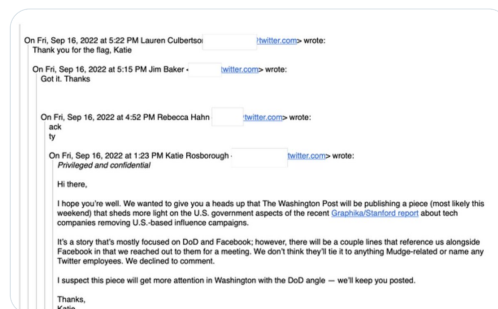 On Fri, Sep 16, 2022 at 5:22 PM Lauren Culbertso twitter.com> wrote:
Thank you for the flag, Katie
On Fri, Sep 16, 2022 at 5:15 PM Jim Baker < twitter.com> wrote:
Got it. Thanks
On Fri, Sep 16, 2022 at 4:52 PM Rebecca Hahn twitter.com> wrote:
ack
ty
On Fri, Sep 16, 2022 at 1:23 PM Katie Rosborough twitter.com> wrote:
Privileged and confidential
Hi there,
I hope you're well. We wanted to give you a heads up that The Washington Post will be publishing a piece (most likely this
weekend) that sheds more light on the U.S. government aspects of the recent Graphika/Stanford report about tech
companies removing U.S.-based influence campaigns.
It's a story that's mostly focused on DoD and Facebook; however, there will be a couple lines that reference us alongside
Facebook in that we reached out to them for a meeting. We don't think they'll tie it to anything Mudge-related or name any
Twitter employees. We declined to comment.
I suspect this piece will get more attention in Washington with the DoD angle — we'll keep you posted.
Thanks,
Katie